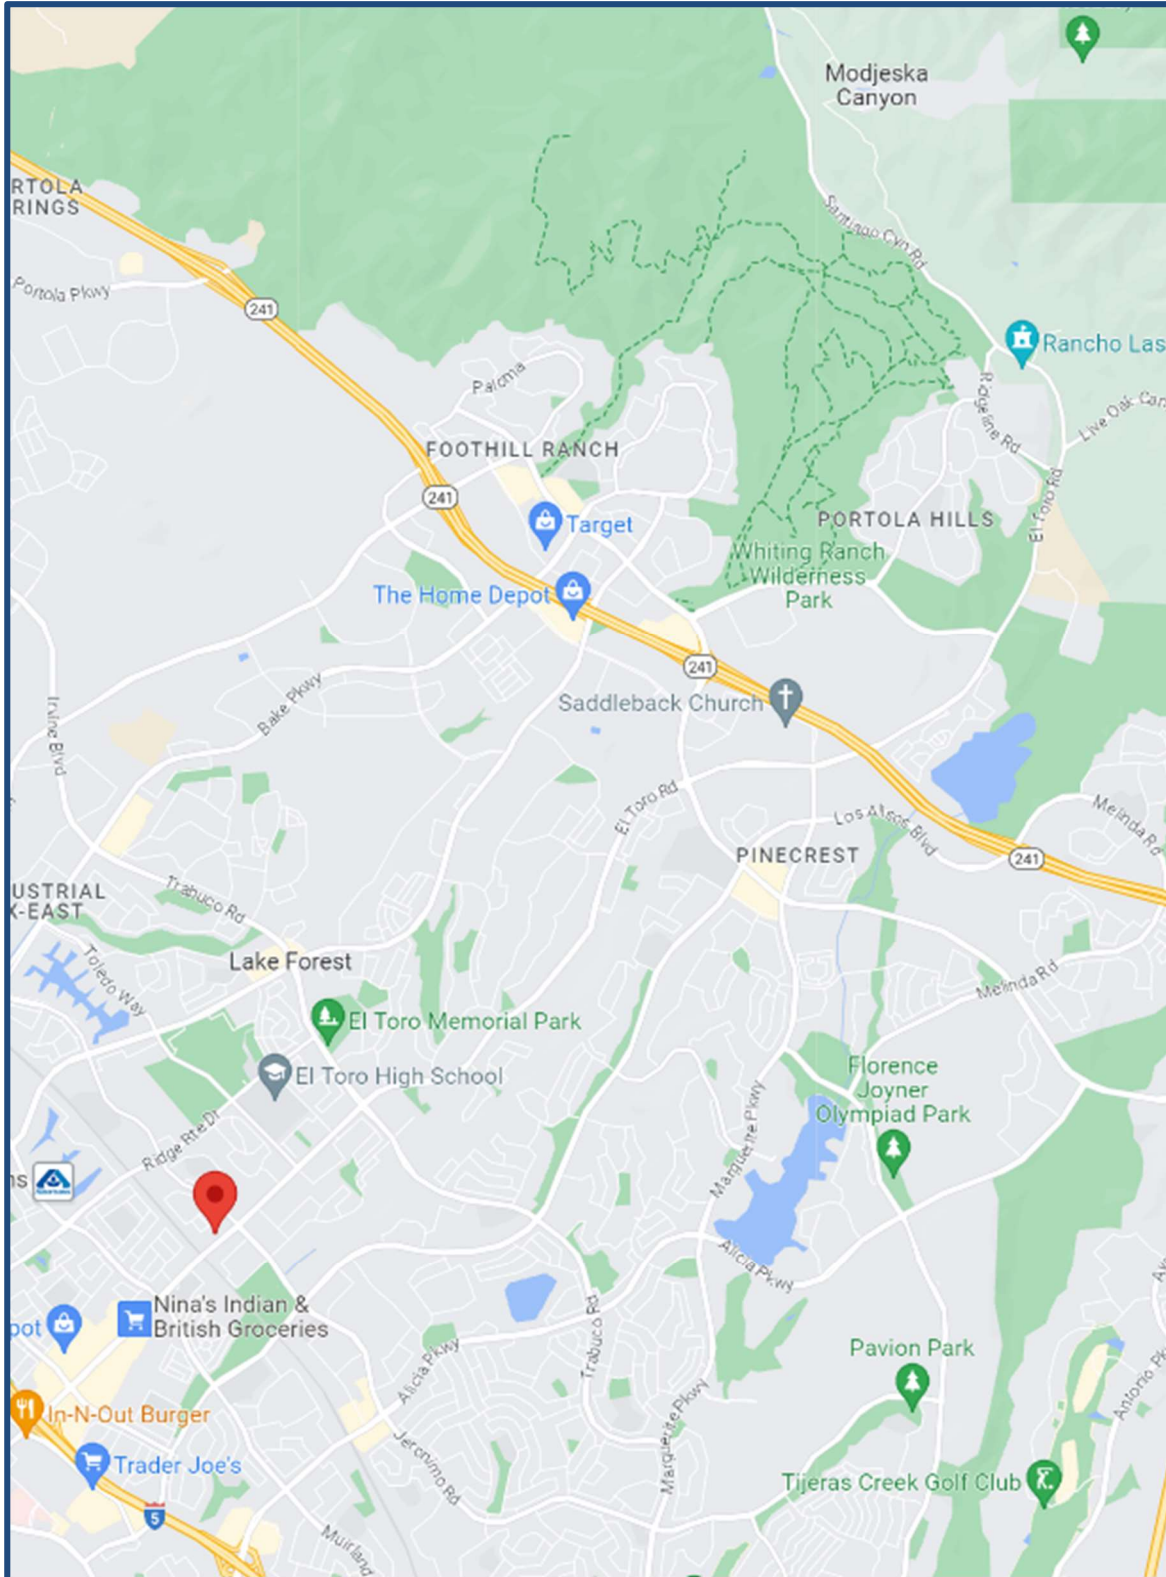 Modjeska
Canyon
RTOLA
RINGS
Santiago Cyn Rd
Portola Pkwy
241
Rancho Las
Paloma
Ridgeline Rd
Live Oak Can
FOOTHILL RANCH
241
El Toro Rd
PORTOLA HILLS
Target
Whiting Ranch
Wilderness
Park
The Home Depot
241
Bake Pkwy
Saddleback Church
Irvine Blvd
El Toro Rd
Los Alisos Blvd
Melinda Rd
PINECREST
241
USTRIAL
X-EAST
Trabuco Rd
Lake Forest
Toledo Way
Melinda Rd
El Toro Memorial Park
El Toro High School
Florence
Joyner
Olympiad Park
Ridge Rte Dr
Marguerite Pkwy
ns
Alicia Pkwy
Nina's Indian &
British Groceries
pot
Trabuco Rd
Alicia Pkwy
Pavion Park
Marguerite Pkwy
Antonio Pk
In-N-Out Burger
Jeronimo Rd
Trader Joe's
Tijeras Creek Golf Club
5
Muirland